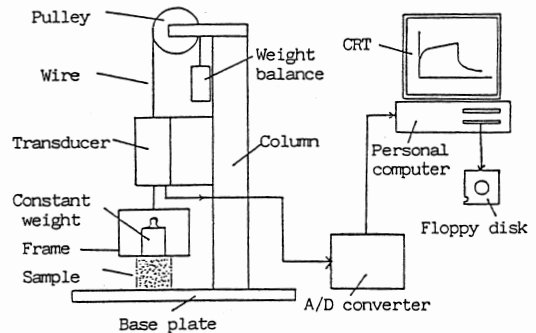 Pulley
CRT
Weight
balance
Wire
Transducer
Column
Personal
computer
Constant
weight
Floppy disk
Frame
Sample
A/D converter
Base plate